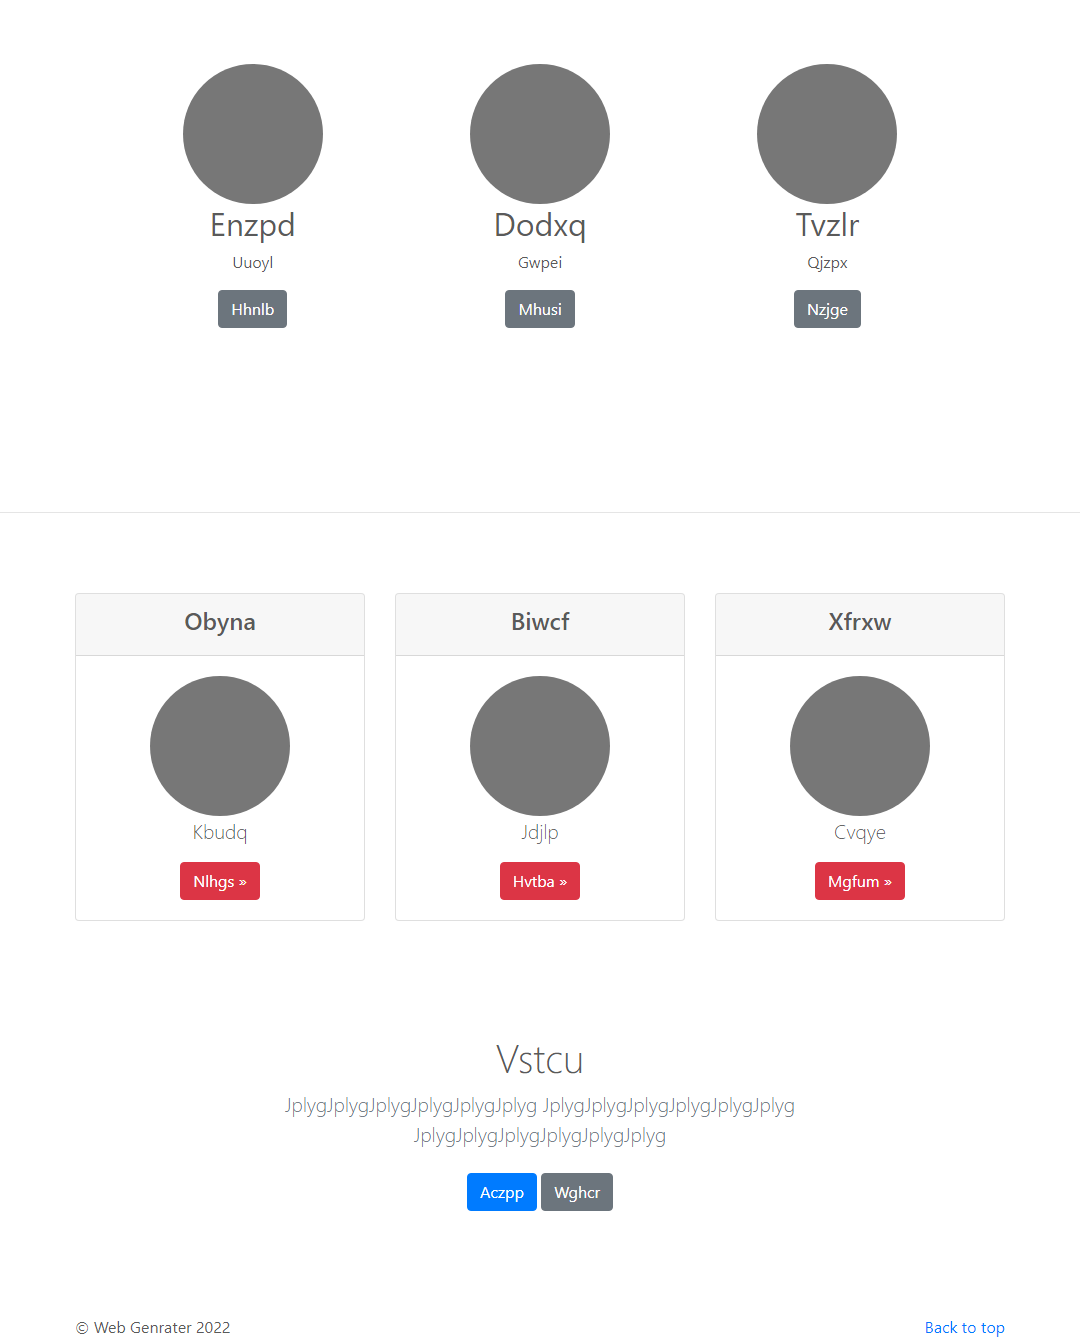 Enzpd Dodxq Tvzlr
Uuoyl Gwpei Qjzpx
Hhnlb Mhusi Nzjge
Obyna Biwcf Xfrxw
Kbudq Jdjlp Cvqye
Nlhgs » Hvtba » Mgfum »
Vstcu
JplygJplygJplygJplygJplygJplyg JplygJplygJplygJplygJplygJplyg
JplygJplygJplygJplygJplygJplyg
Aczpp Wghcr
© Web Genrater 2022 Back to top